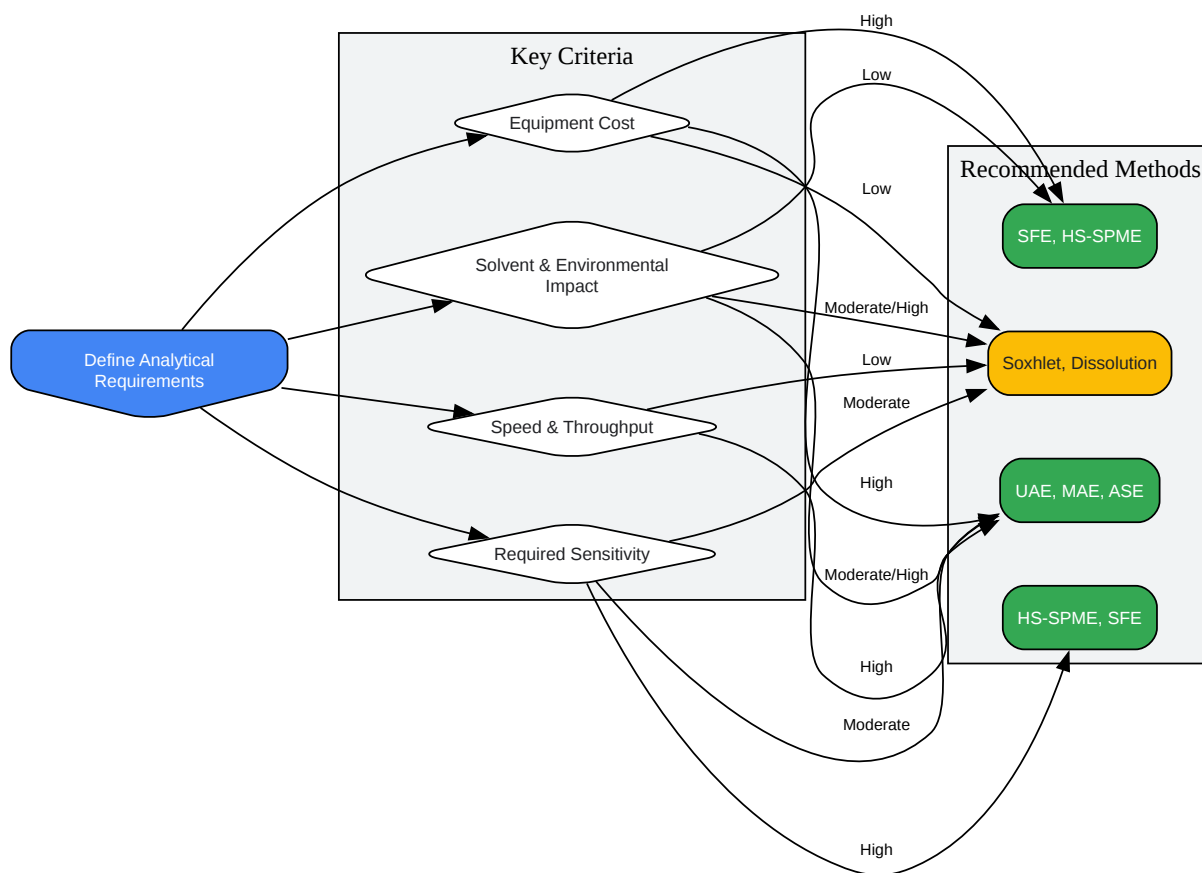 High
Key Criteria
Low
Equipment Cost
Recommended Methods
Low
SFE, HS-SPME
Solvent & Environmental
Impact
Moderate/High
Define Analytical
Requirements
Low
Soxhlet, Dissolution
Moderate
Speed & Throughput
High
UAE, MAE, ASE
Required Sensitivity
Moderate/High
HS-SPME, SFE
High
Moderate
High